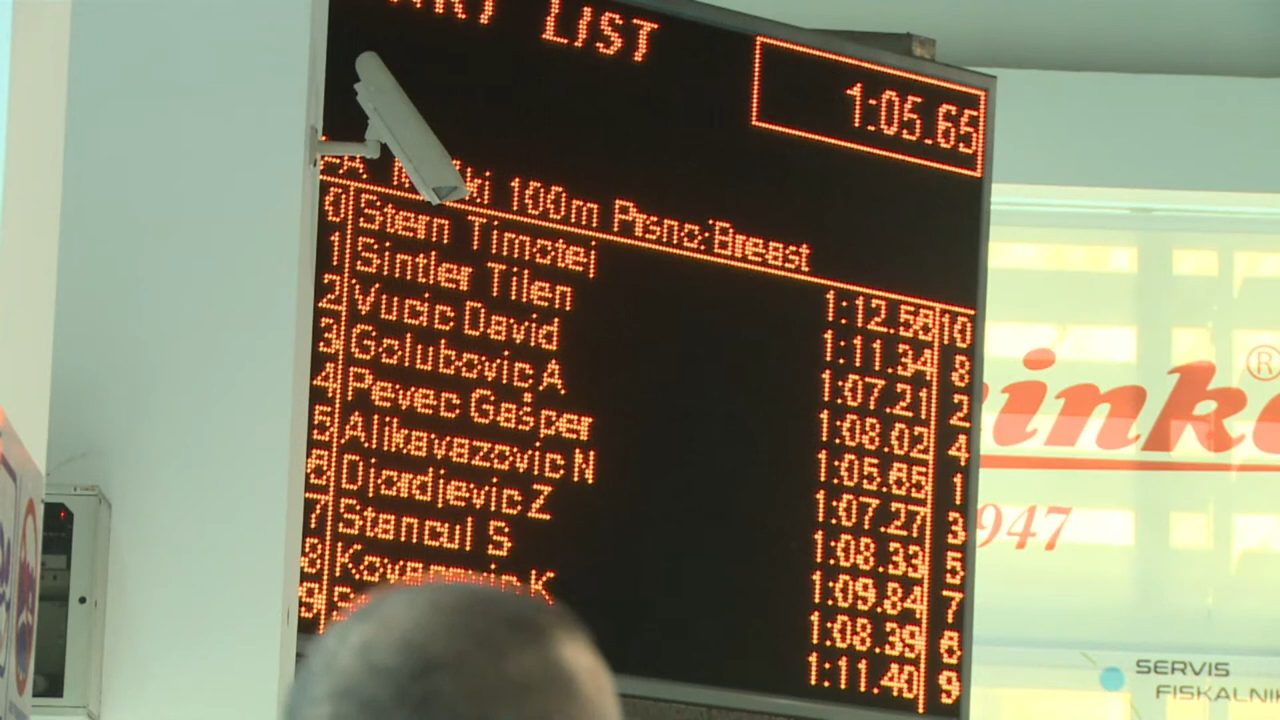 LIST
1:05.65
100m Prsno:Breast
0 Stern Timotej 1:12.56 10
1 Sintler Tilen 1:11.34 8
2 Vucic David 1:07.21 2
3 Golubovic A 1:08.02 4
4 Pevec Gašper 1:05.65 1
5 Alikavazovic N 1:07.27 3
6 Djordjevic Z 1:08.33 5
7 Stancul S 1:09.84 7
8 K 1:08.39 6
9 1:11.40 9
®
947
SERVIS